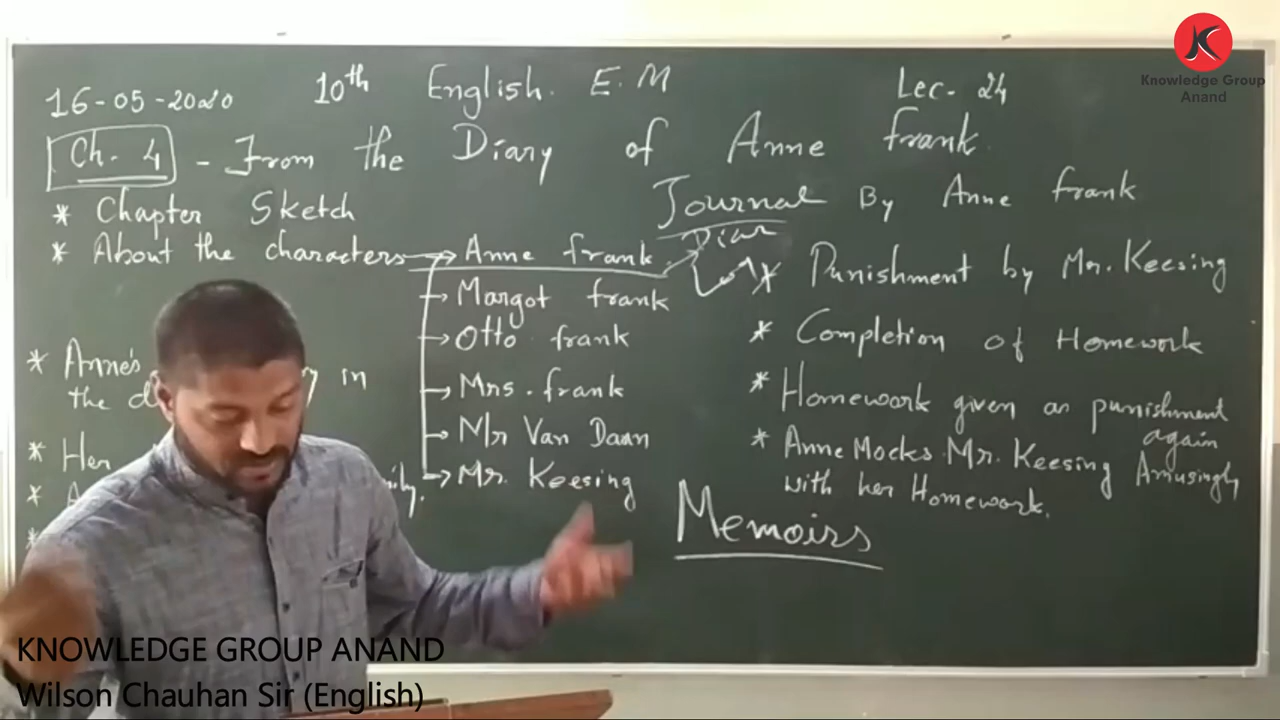 Knowledge Group
Anand
16-05-2020 10th English. E.M Lec- 24
Ch. 4 - From the Diary of Anne frank.
* Chapter Sketch
Journal By Anne frank
* About the characters
Anne frank.
Margot frank
Otto frank
Mrs. frank
Mr Van Daan
Mr. Keesing
* Anne's in
the
* Her
*
*
* Punishment by Mr. Keesing
* Completion of Homework
* Homework given as punishment
again
* Anne Mocks Mr. Keesing Amusingly
with her Homework.
Memoirs
KNOWLEDGE GROUP ANAND
Wilson Chauhan Sir (English)